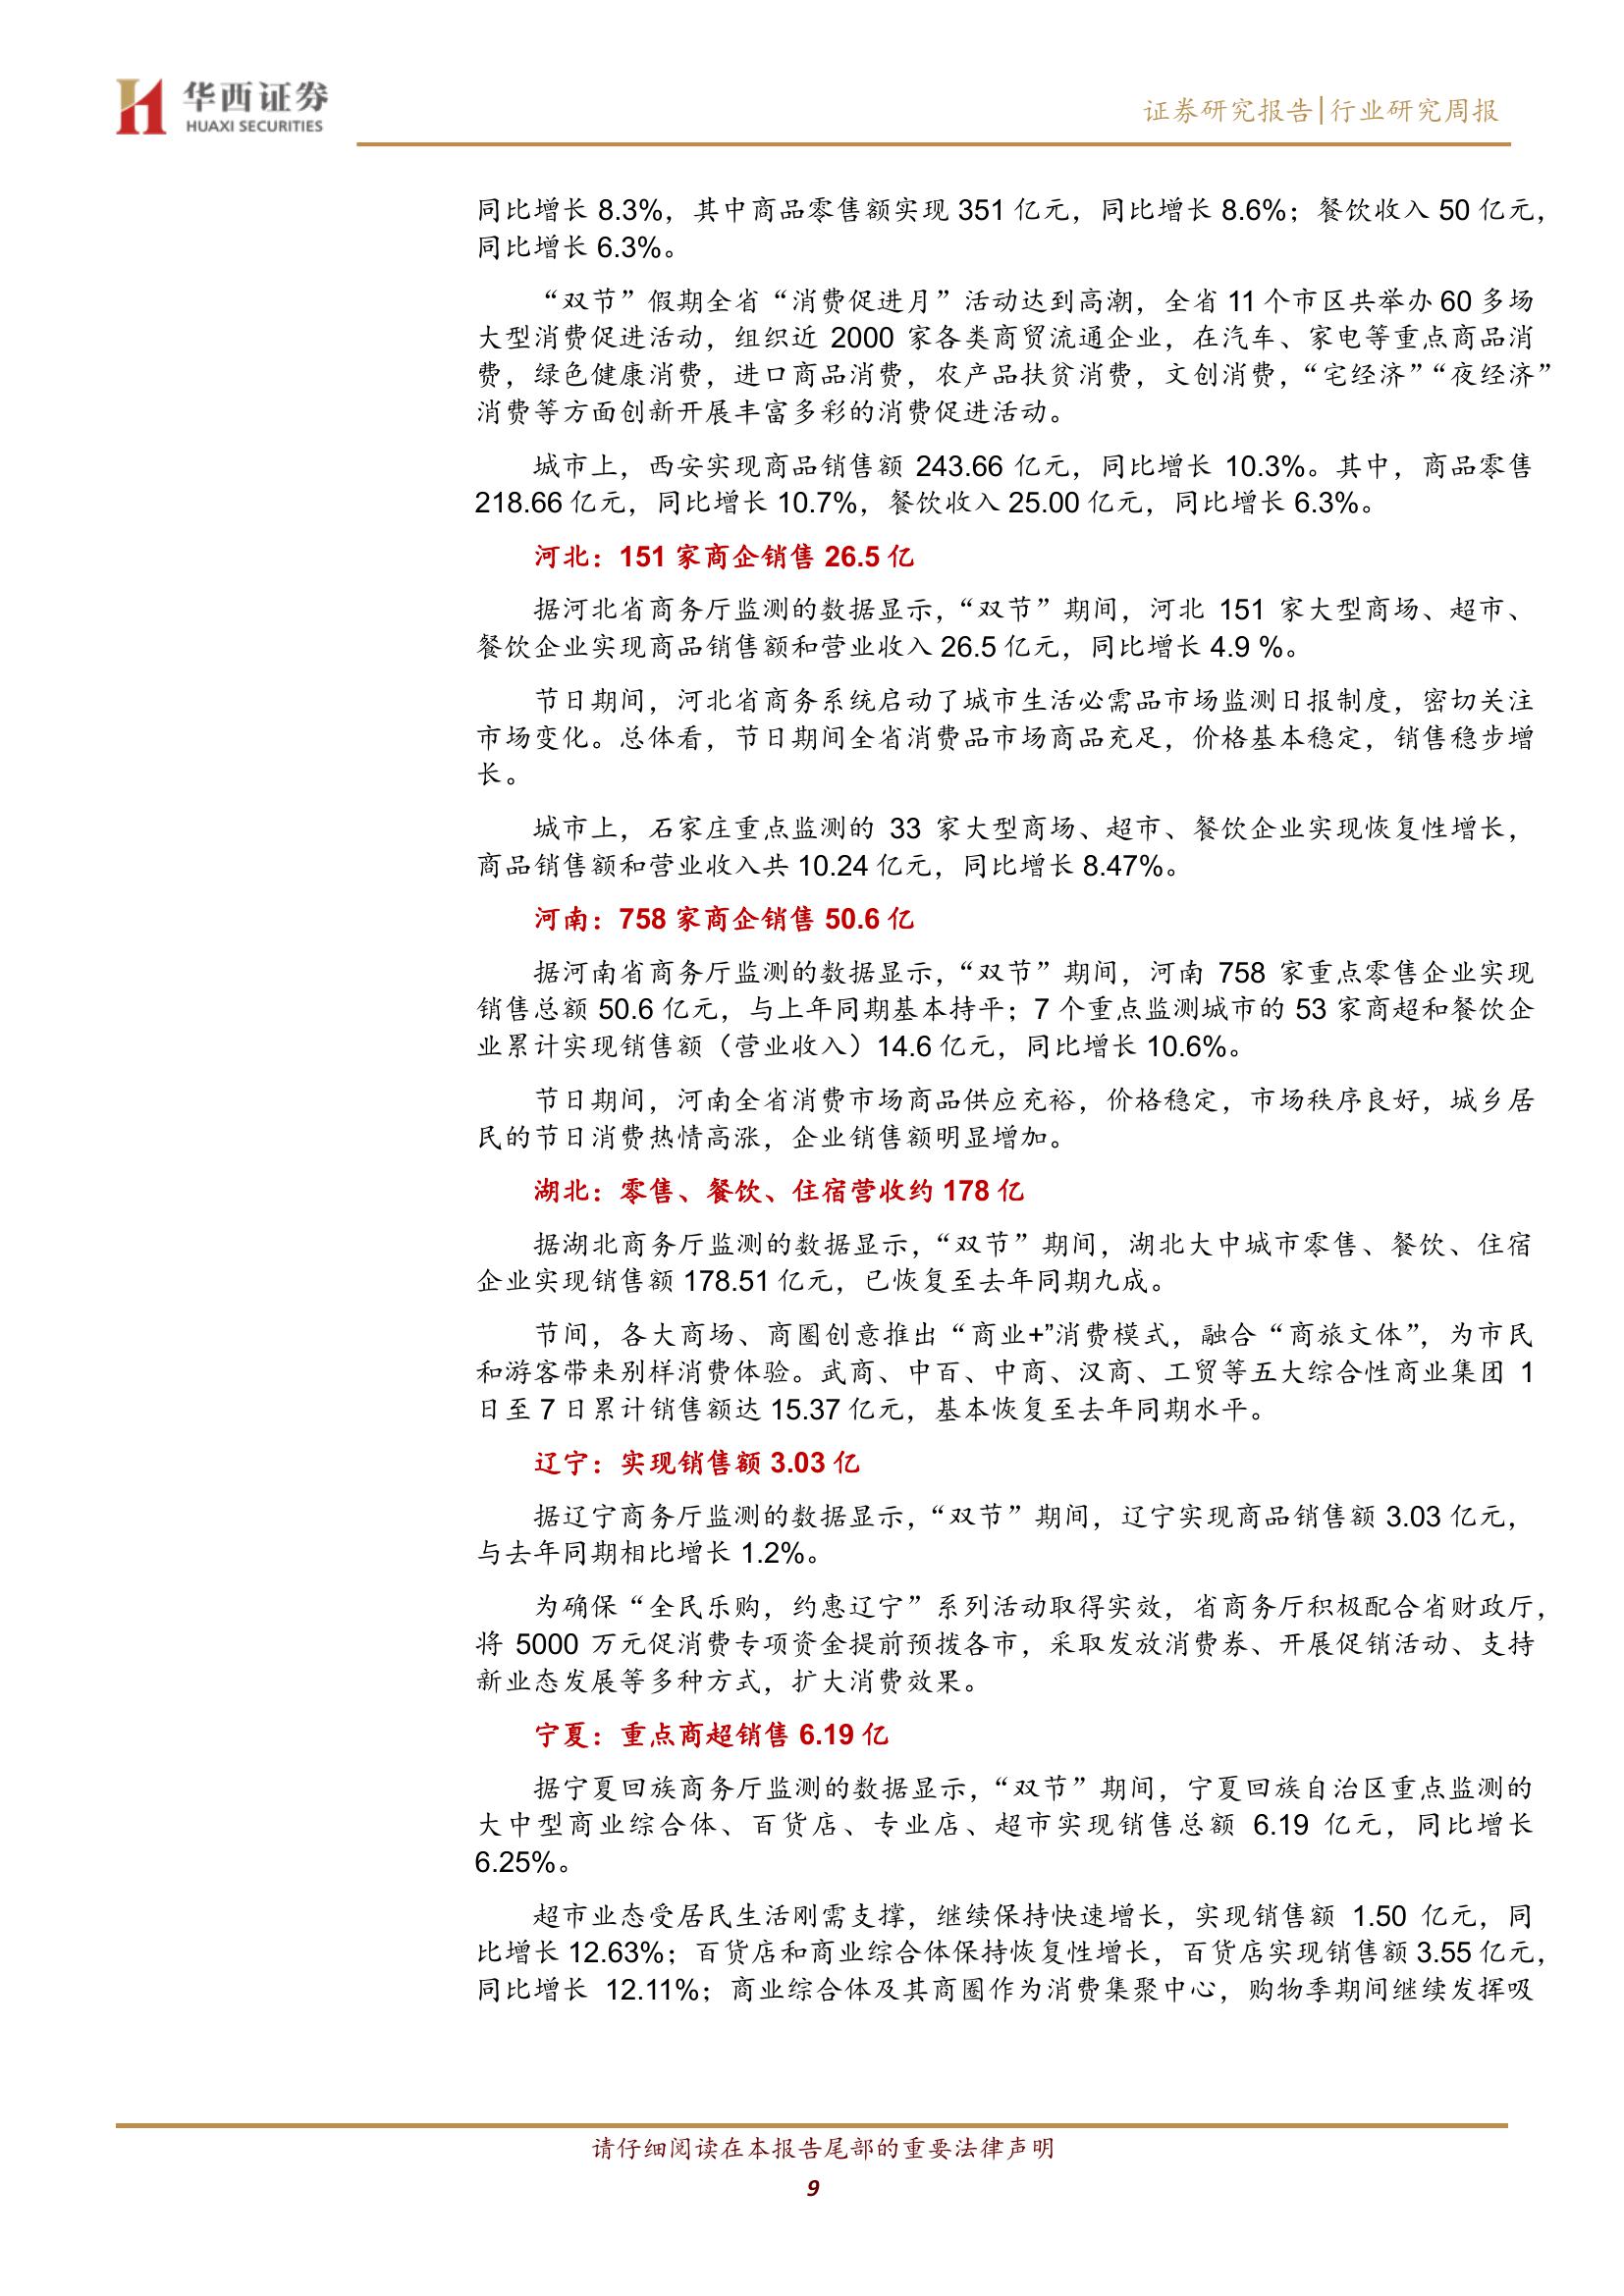 华西证券
HUAXI SECURITIES
证券研究报告|行业研究周报
同比增长 8.3%，其中商品零售额实现 351 亿元，同比增长 8.6%；餐饮收入 50 亿元，
同比增长 6.3%。
“双节”假期全省“消费促进月”活动达到高潮，全省 11 个市区共举办 60 多场
大型消费促进活动，组织近 2000 家各类商贸流通企业，在汽车、家电等重点商品消
费，绿色健康消费，进口商品消费，农产品扶贫消费，文创消费，“宅经济”“夜经济”
消费等方面创新开展丰富多彩的消费促进活动。
城市上，西安实现商品销售额 243.66 亿元，同比增长 10.3%。其中，商品零售
218.66 亿元，同比增长 10.7%，餐饮收入 25.00 亿元，同比增长 6.3%。
河北：151 家商企销售 26.5 亿
据河北省商务厅监测的数据显示，“双节”期间，河北 151 家大型商场、超市、
餐饮企业实现商品销售额和营业收入 26.5 亿元，同比增长 4.9 %。
节日期间，河北省商务系统启动了城市生活必需品市场监测日报制度，密切关注
市场变化。总体看，节日期间全省消费品市场商品充足，价格基本稳定，销售稳步增
长。
城市上，石家庄重点监测的 33 家大型商场、超市、餐饮企业实现恢复性增长，
商品销售额和营业收入共 10.24 亿元，同比增长 8.47%。
河南：758 家商企销售 50.6 亿
据河南省商务厅监测的数据显示，“双节”期间，河南 758 家重点零售企业实现
销售总额 50.6 亿元，与上年同期基本持平；7 个重点监测城市的 53 家商超和餐饮企
业累计实现销售额（营业收入）14.6 亿元，同比增长 10.6%。
节日期间，河南全省消费市场商品供应充裕，价格稳定，市场秩序良好，城乡居
民的节日消费热情高涨，企业销售额明显增加。
湖北：零售、餐饮、住宿营收约 178 亿
据湖北商务厅监测的数据显示，“双节”期间，湖北大中城市零售、餐饮、住宿
企业实现销售额 178.51 亿元，已恢复至去年同期九成。
节间，各大商场、商圈创意推出“商业+”消费模式，融合“商旅文体”，为市民
和游客带来别样消费体验。武商、中百、中商、汉商、工贸等五大综合性商业集团 1
日至 7 日累计销售额达 15.37 亿元，基本恢复至去年同期水平。
辽宁：实现销售额 3.03 亿
据辽宁商务厅监测的数据显示，“双节”期间，辽宁实现商品销售额 3.03 亿元，
与去年同期相比增长 1.2%。
为确保“全民乐购，约惠辽宁”系列活动取得实效，省商务厅积极配合省财政厅，
将 5000 万元促消费专项资金提前预拨各市，采取发放消费券、开展促销活动、支持
新业态发展等多种方式，扩大消费效果。
宁夏：重点商超销售 6.19 亿
据宁夏回族商务厅监测的数据显示，“双节”期间，宁夏回族自治区重点监测的
大中型商业综合体、百货店、专业店、超市实现销售总额 6.19 亿元，同比增长
6.25%。
超市业态受居民生活刚需支撑，继续保持快速增长，实现销售额 1.50 亿元，同
比增长 12.63%；百货店和商业综合体保持恢复性增长，百货店实现销售额 3.55 亿元，
同比增长 12.11%；商业综合体及其商圈作为消费集聚中心，购物季期间继续发挥吸
请仔细阅读在本报告尾部的重要法律声明
9